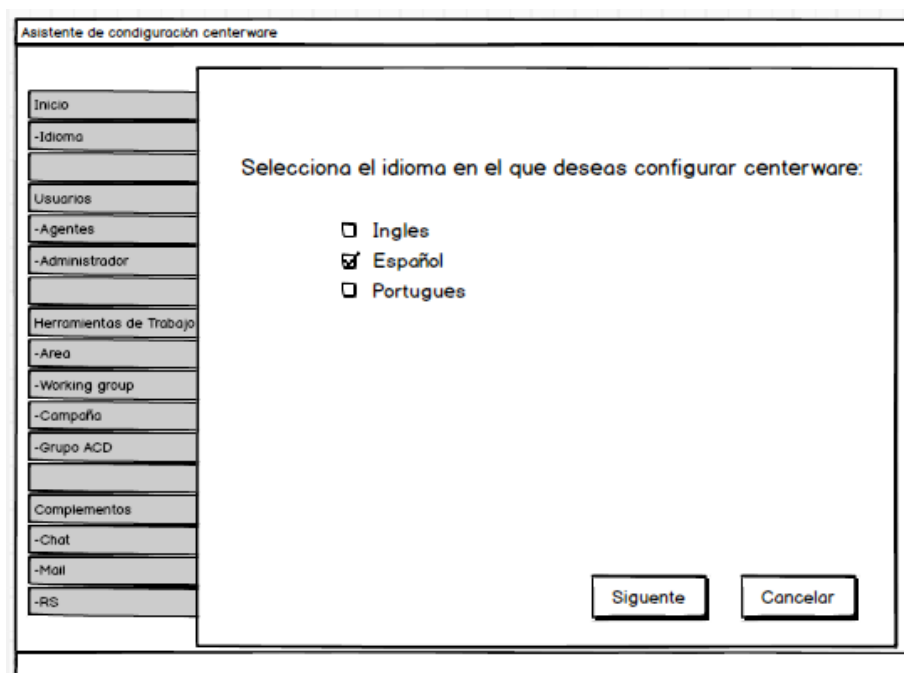 Asistente de condiguración centerware
Inicio
-Idioma
Usuarios
-Agentes
-Administrador
Herramientas de Trabajo
-Area
-Working group
-Campaña
-Grupo ACD
Complementos
-Chat
-Mail
-RS
Selecciona el idioma en el que deseas configurar centerware:
Ingles
Español
Portugues
Siguente
Cancelar